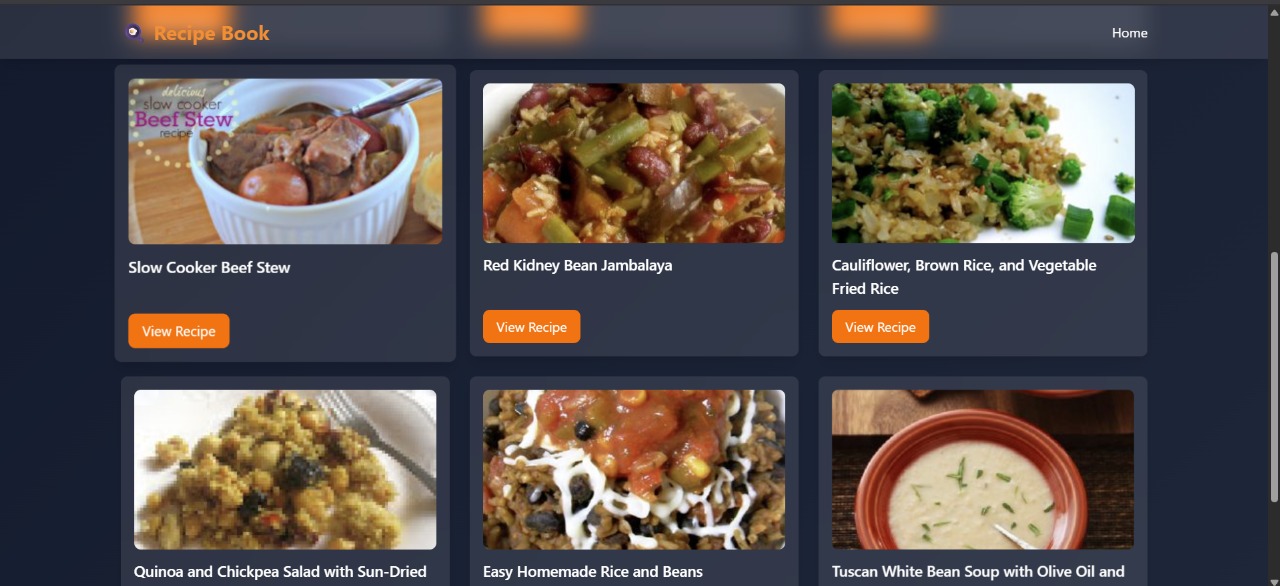 Recipe Book
Home
delicious
slow cooker
Beef Stew
recipe
Slow Cooker Beef Stew
Red Kidney Bean Jambalaya
Cauliflower, Brown Rice, and Vegetable
Fried Rice
View Recipe
View Recipe
View Recipe
Quinoa and Chickpea Salad with Sun-Dried
Easy Homemade Rice and Beans
Tuscan White Bean Soup with Olive Oil and